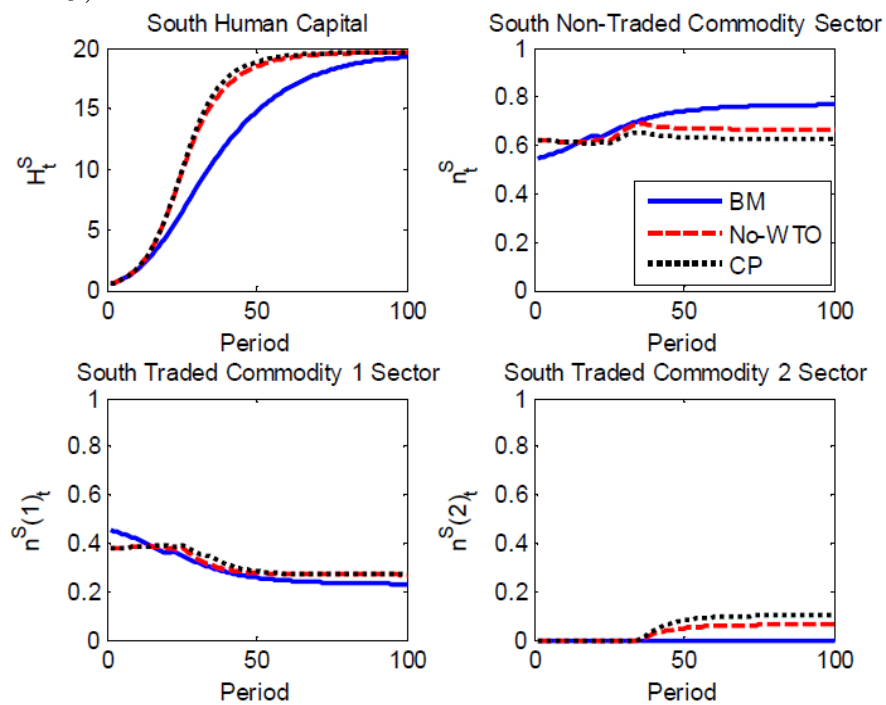 South Human Capital
20
15
10
5
0
H_t^S
0 50 100
Period
South Non-Traded Commodity Sector
1
0.8
0.6
0.4
0.2
0
n_t^S
BM
No-WTO
CP
0 50 100
Period
South Traded Commodity 1 Sector
1
0.8
0.6
0.4
0.2
0
n^S(1)_t
0 50 100
Period
South Traded Commodity 2 Sector
1
0.8
0.6
0.4
0.2
0
n^S(2)_t
0 50 100
Period